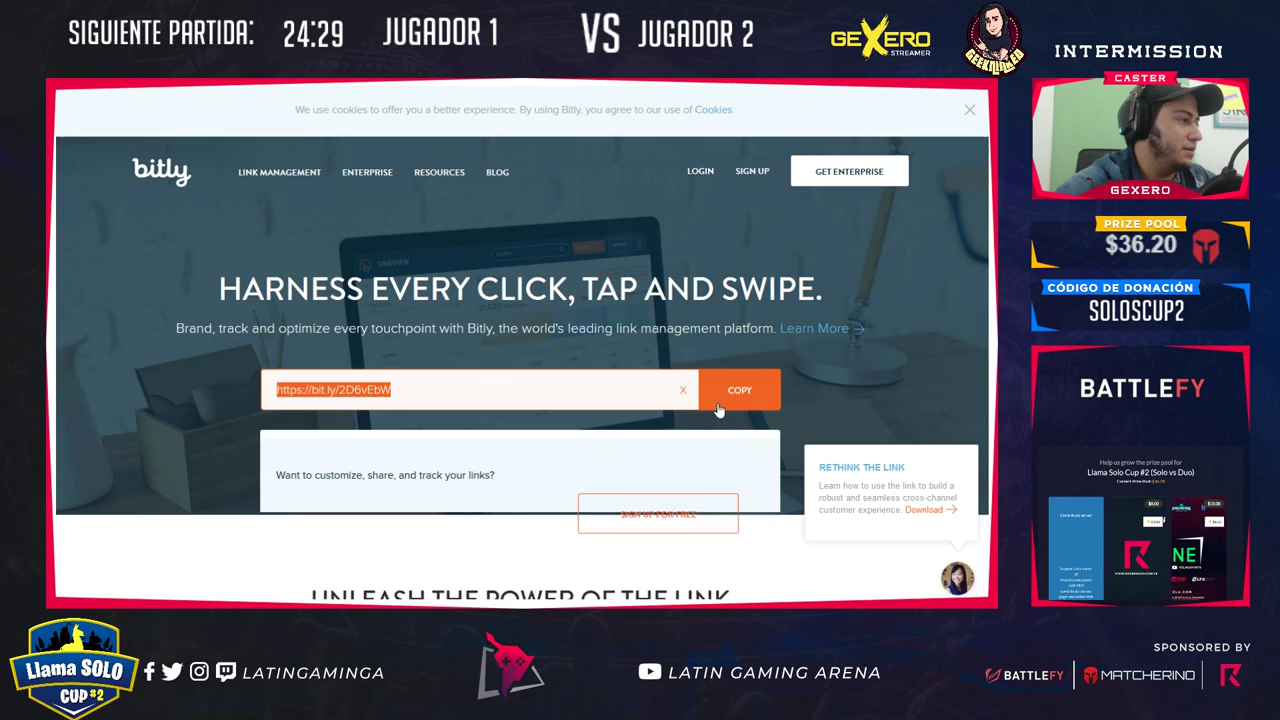 SIGUIENTE PARTIDA: 24:29 JUGADOR 1 VS JUGADOR 2
GEXERO
STREAMER
INTERMISSION
We use cookies to offer you a better experience. By using Bitly, you agree to our use of Cookies.
bitly LINK MANAGEMENT ENTERPRISE RESOURCES BLOG LOGIN SIGN UP GET ENTERPRISE
ONEVIEW
HARNESS EVERY CLICK, TAP AND SWIPE.
Brand, track and optimize every touchpoint with Bitly, the world's leading link management platform. Learn More →
https://bit.ly/2D6vEbW X COPY
Want to customize, share, and track your links?
SIGN UP FOR FREE
RETHINK THE LINK
Learn how to use the link to build a
robust and seamless cross-channel
customer experience. Download →
UNLEASH THE POWER OF THE LINK
CASTER
GEXERO
PRIZE POOL
$36.20
CÓDIGO DE DONACIÓN
SOLOSCUP2
BATTLEFY
Help us grow the prize pool for
Llama Solo Cup #2 (Solo vs Duo)
Llama SOLO
CUP #2
LATINGAMINGA
LATIN GAMING ARENA
SPONSORED BY
BATTLEFY MATCHERINO